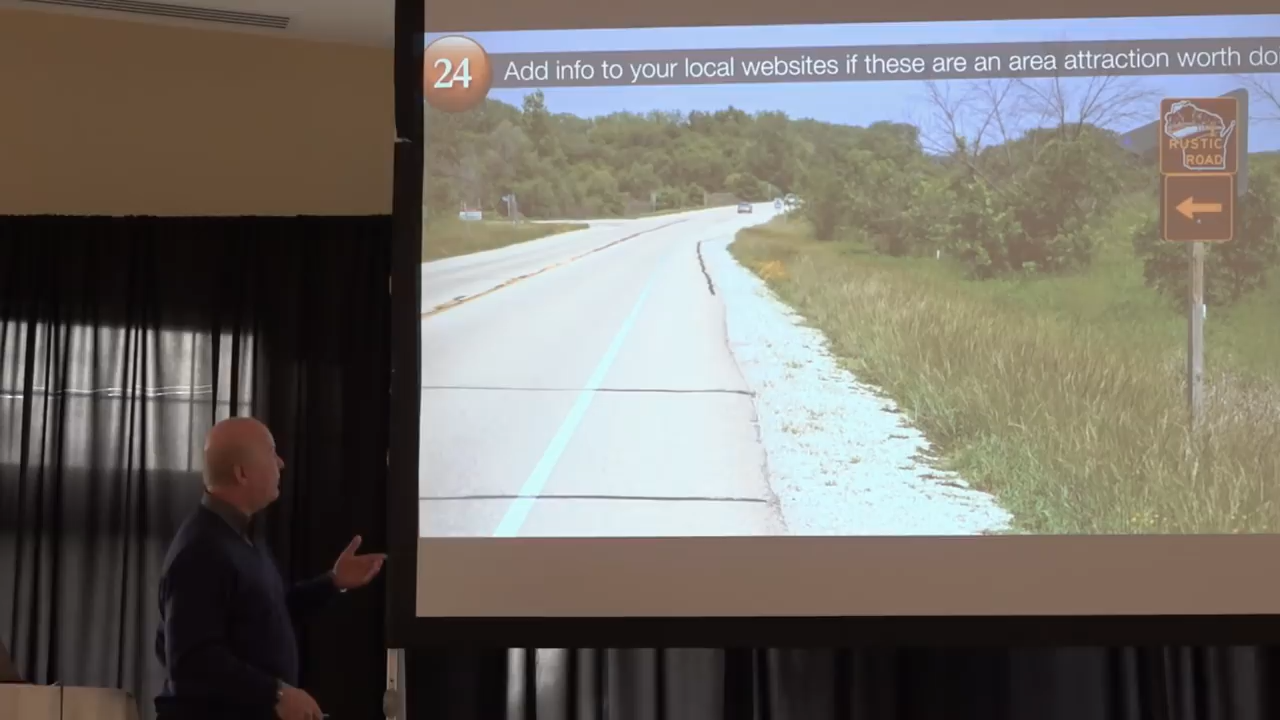 24
Add info to your local websites if these are an area attraction worth do
RUSTIC
ROAD